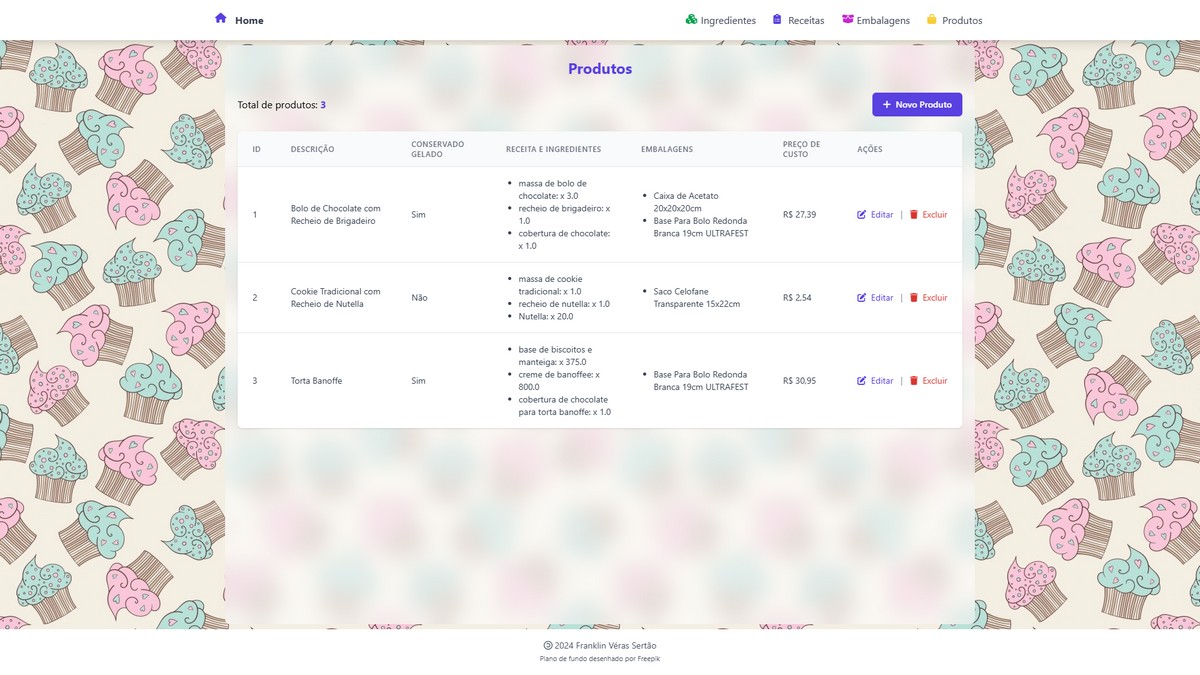 Home
Ingredientes
Receitas
Embalagens
Produtos
Produtos
Total de produtos: 3
+ Novo Produto
ID
DESCRIÇÃO
CONSERVADO
GELADO
RECEITA E INGREDIENTES
EMBALAGENS
PREÇO DE
CUSTO
AÇÕES
1
Bolo de Chocolate com
Recheio de Brigadeiro
Sim
• massa de bolo de
chocolate: x 3.0
• recheio de brigadeiro: x
1.0
• cobertura de chocolate:
x 1.0
• Caixa de Acetato
20x20x20cm
• Base Para Bolo Redonda
Branca 19cm ULTRAFEST
R$ 27,39
Editar | Excluir
2
Cookie Tradicional com
Recheio de Nutella
Não
• massa de cookie
tradicional: x 1.0
• recheio de nutella: x 1.0
• Nutella: x 20.0
• Saco Celofane
Transparente 15x22cm
R$ 2,54
Editar | Excluir
3
Torta Banoffe
Sim
• base de biscoitos e
manteiga: x 375.0
• creme de banoffee: x
800.0
• cobertura de chocolate
para torta banoffe: x 1.0
• Base Para Bolo Redonda
Branca 19cm ULTRAFEST
R$ 30,95
Editar | Excluir
2024 Franklin Véras Sertão
Plano de fundo desenhado por Freepik